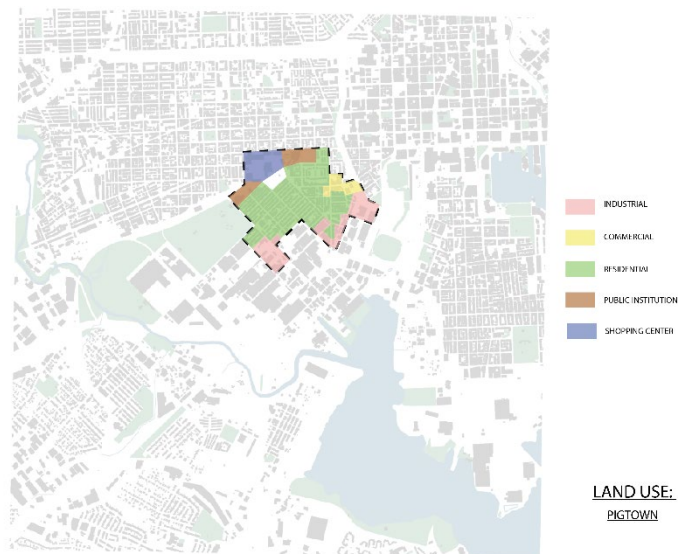 INDUSTRIAL
COMMERCIAL
RESIDENTIAL
PUBLIC INSTITUTION
SHOPPING CENTER
LAND USE:
PIGTOWN